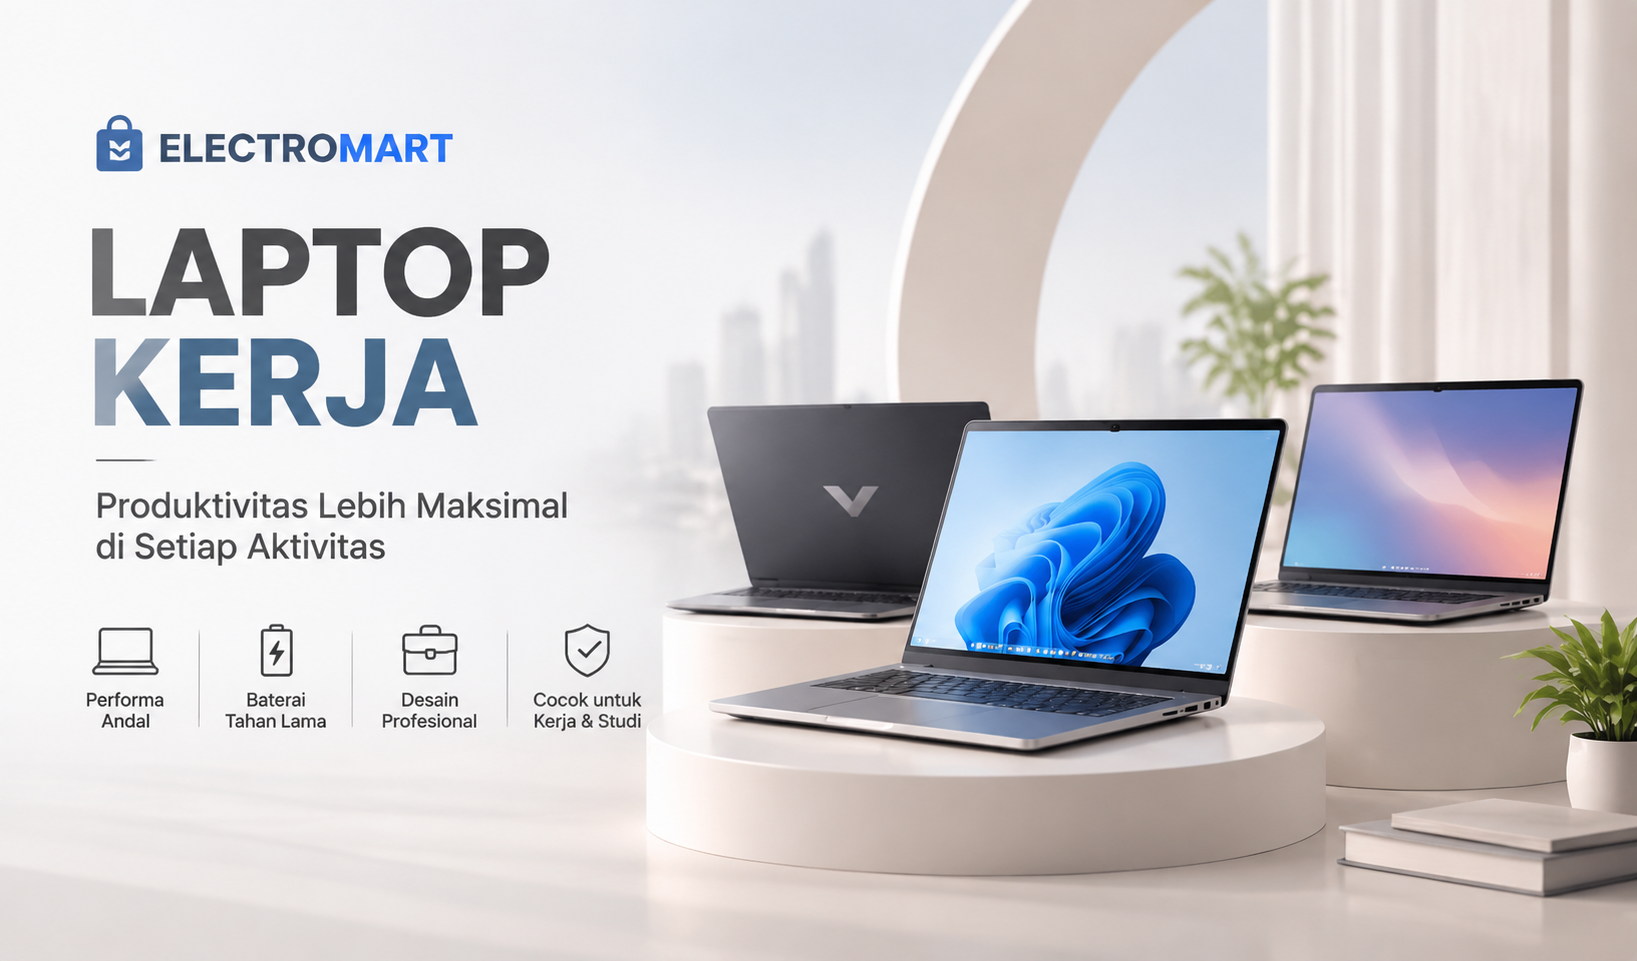 ELECTROMART
LAPTOP
KERJA
Produktivitas Lebih Maksimal
di Setiap Aktivitas
Performa
Andal
Baterai
Tahan Lama
Desain
Profesional
Cocok untuk
Kerja & Studi